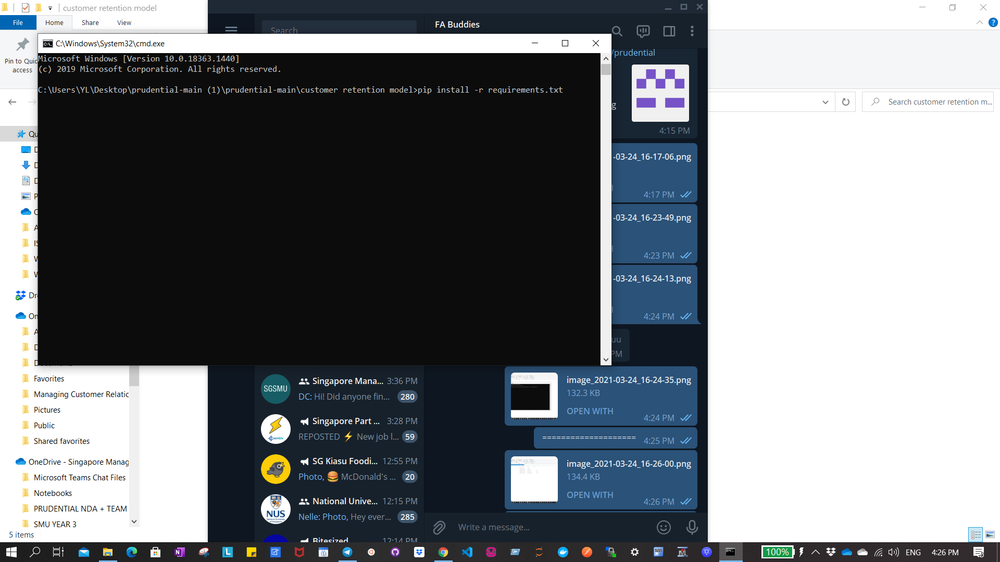 customer retention model
File
Home
Share
View
Pin to Quic
access
Search customer retention m...
Qu
Dr
On
Favorites
Managing Customer Relatic
Pictures
Public
Shared favorites
OneDrive - Singapore Manag
Microsoft Teams Chat Files
Notebooks
PRUDENTIAL NDA + TEAM
SMU YEAR 3
5 items
C:\Windows\System32\cmd.exe
Microsoft Windows [Version 10.0.18363.1440]
(c) 2019 Microsoft Corporation. All rights reserved.
C:\Users\YL\Desktop\prudential-main (1)\prudential-main\customer retention model>pip install -r requirements.txt
Search
FA Buddies
/prudential
g
4:15 PM
-03-24_16-17-06.png
4:17 PM
-03-24_16-23-49.png
4:23 PM
-03-24_16-24-13.png
4:24 PM
uu
PM
image_2021-03-24_16-24-35.png
132.3 KB
OPEN WITH
4:24 PM
====================
4:25 PM
image_2021-03-24_16-26-00.png
134.4 KB
OPEN WITH
4:26 PM
Write a message...
SGSMU
Singapore Mana... 3:36 PM
DC: Hi! Did anyone fin... 280
Singapore Part ... 3:28 PM
REPOSTED ⚡ New job l... 59
SG Kiasu Foodi... 12:55 PM
Photo, 🍔 McDonald's ... 20
NUS
National Unive... 12:15 PM
Nelle: Photo, Hey ever... 285
Bitesized 12:14 PM
100%
ENG
4:26 PM